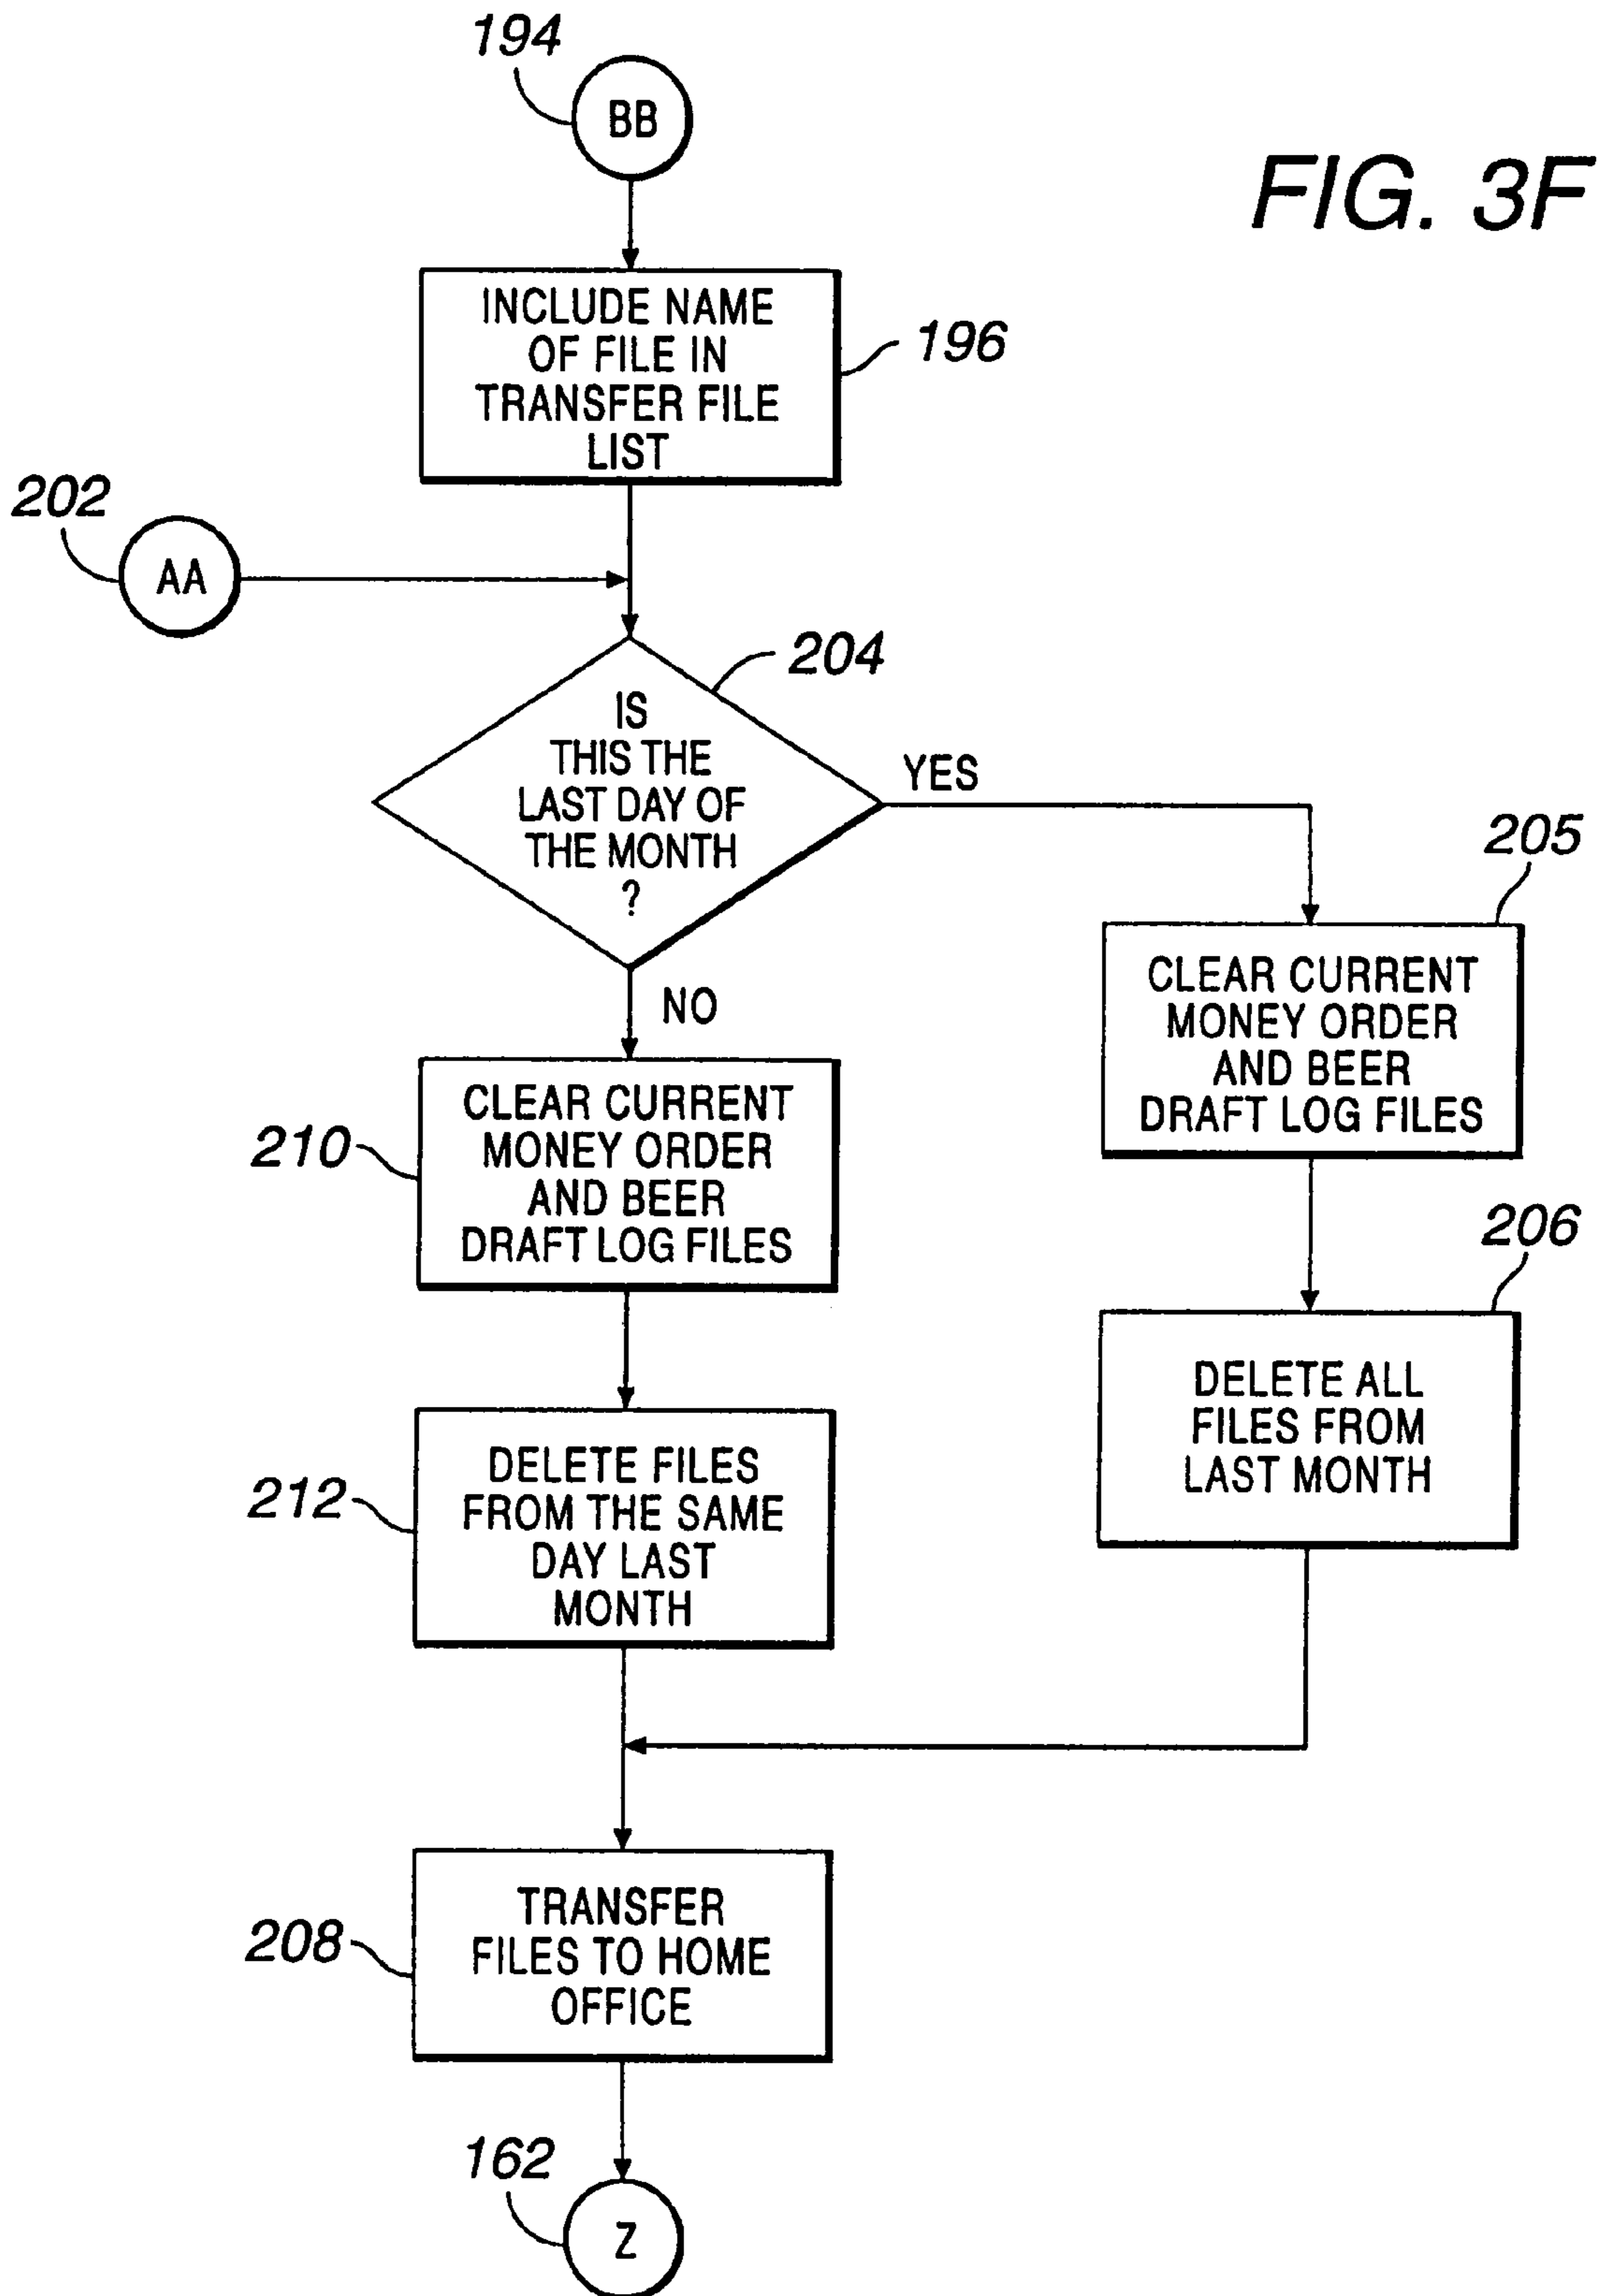 194
BB
FIG. 3F
INCLUDE NAME
OF FILE IN
TRANSFER FILE
LIST
196
202
AA
204
IS
THIS THE
LAST DAY OF
THE MONTH
?
YES
NO
205
CLEAR CURRENT
MONEY ORDER
AND BEER
DRAFT LOG FILES
210
CLEAR CURRENT
MONEY ORDER
AND BEER
DRAFT LOG FILES
206
DELETE ALL
FILES FROM
LAST MONTH
212
DELETE FILES
FROM THE SAME
DAY LAST
MONTH
208
TRANSFER
FILES TO HOME
OFFICE
162
Z